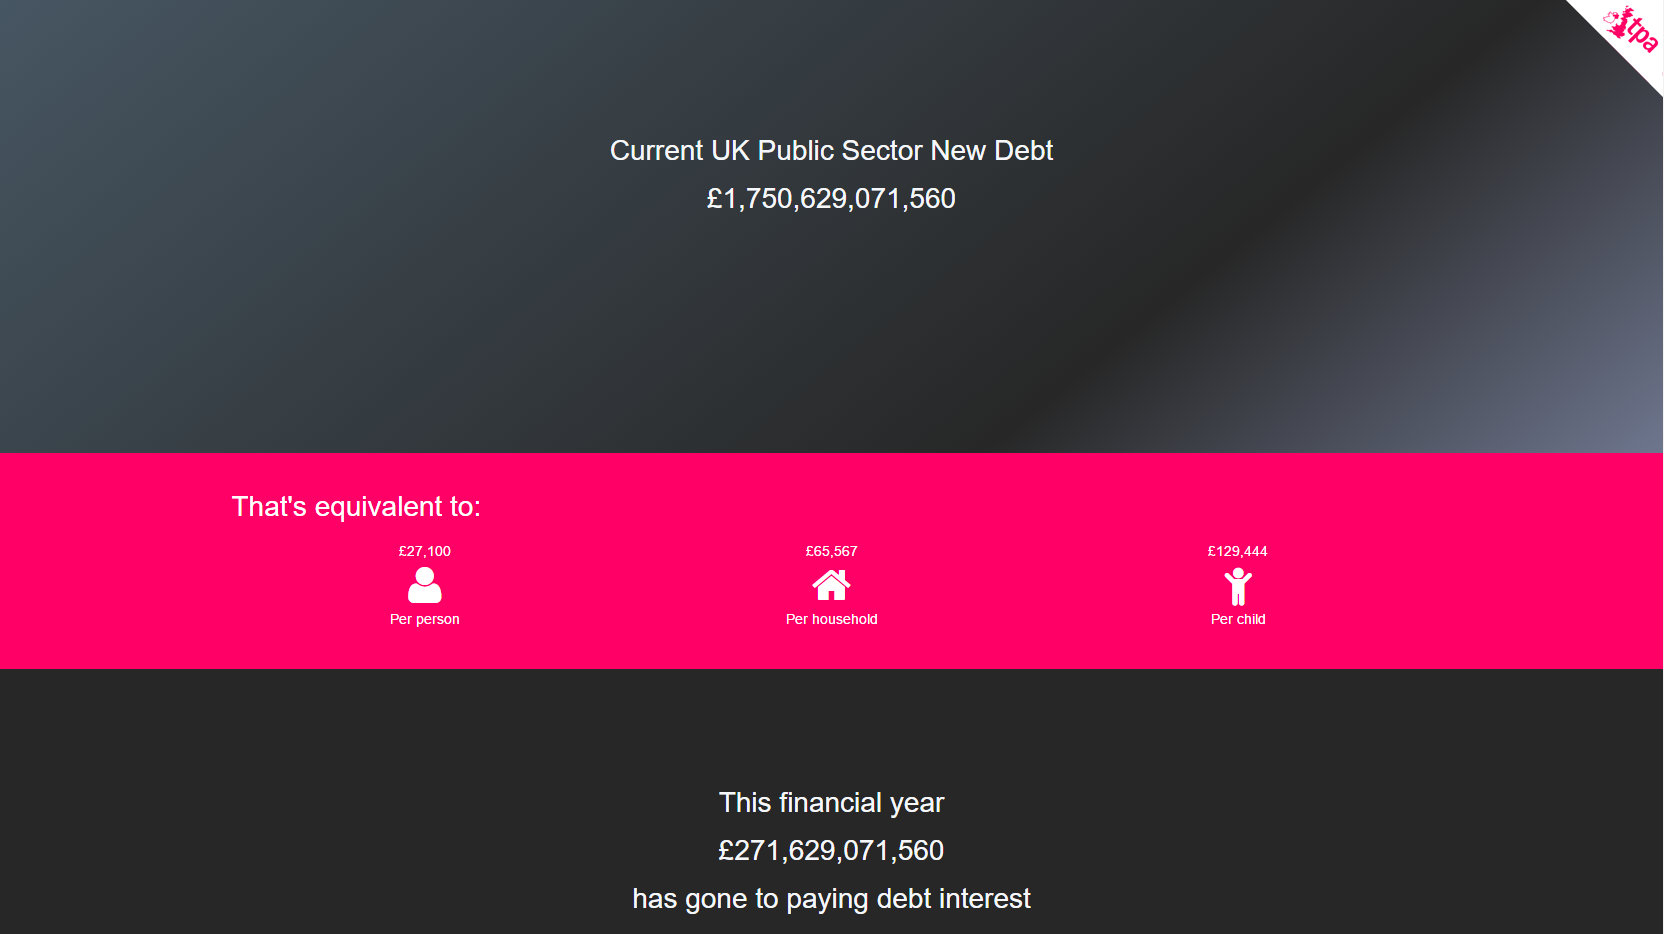 tpa
Current UK Public Sector New Debt
£1,750,629,071,560
That's equivalent to:
£27,100
£65,567
£129,444
Per person
Per household
Per child
This financial year
£271,629,071,560
has gone to paying debt interest